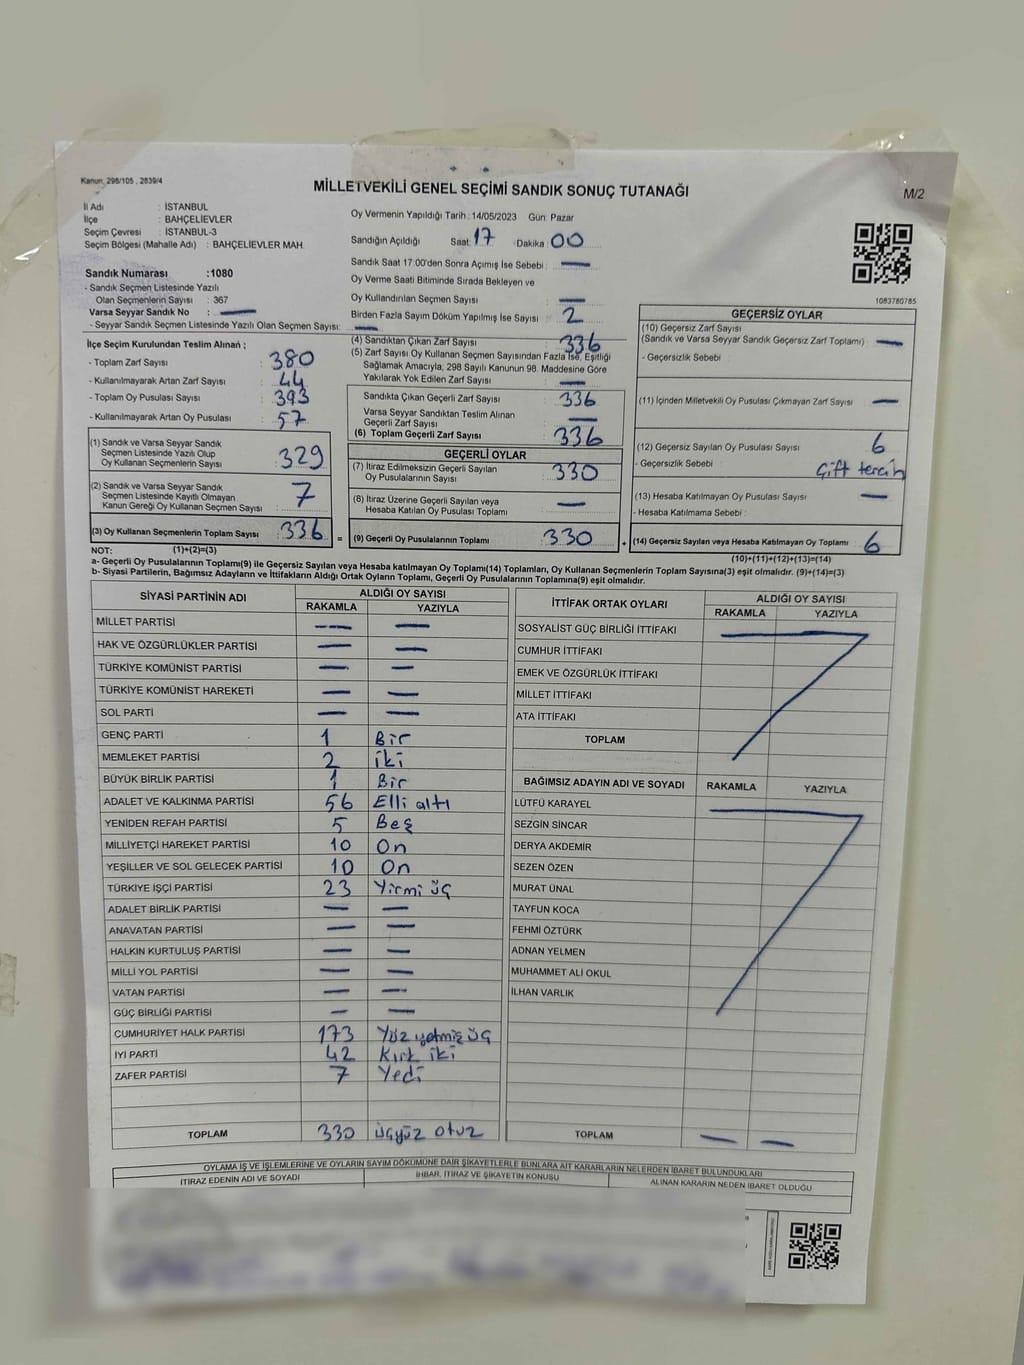 Kanun, 298/105 , 2839/4
MİLLETVEKİLİ GENEL SEÇİMİ SANDIK SONUÇ TUTANAĞI
M/2
İl Adı : İSTANBUL
İlçe : BAHÇELİEVLER
Seçim Çevresi : İSTANBUL-3
Seçim Bölgesi (Mahalle Adı) : BAHÇELİEVLER MAH.
Sandık Numarası :1080
- Sandık Seçmen Listesinde Yazılı
Olan Seçmenlerin Sayısı : 367
Varsa Seyyar Sandık No : —
- Seyyar Sandık Seçmen Listesinde Yazılı Olan Seçmen Sayısı: —
İlçe Seçim Kurulundan Teslim Alınan ;
- Toplam Zarf Sayısı : 380
- Kullanılmayarak Artan Zarf Sayısı : 44
- Toplam Oy Pusulası Sayısı : 393
- Kullanılmayarak Artan Oy Pusulası : 57
(1) Sandık ve Varsa Seyyar Sandık
Seçmen Listesinde Yazılı Olup
Oy Kullanan Seçmenlerin Sayısı : 329
(2) Sandık ve Varsa Seyyar Sandık
Seçmen Listesinde Kayıtlı Olmayan
Kanun Gereği Oy Kullanan Seçmen Sayısı : 7
(3) Oy Kullanan Seçmenlerin Toplam Sayısı : 336
Oy Vermenin Yapıldığı Tarih : 14/05/2023 Gün: Pazar
Sandığın Açıldığı Saat: 17 Dakika : 00
Sandık Saat 17.00'den Sonra Açımış İse Sebebi : —
Oy Verme Saati Bitiminde Sırada Bekleyen ve
Oy Kullandırılan Seçmen Sayısı : —
Birden Fazla Sayım Döküm Yapılmış İse Sayısı : 2
(4) Sandıktan Çıkan Zarf Sayısı : 336
(5) Zarf Sayısı Oy Kullanan Seçmen Sayısından Fazla İse, Eşitliği
Sağlamak Amacıyla; 298 Sayılı Kanunun 98. Maddesine Göre
Yakılarak Yok Edilen Zarf Sayısı : —
Sandıkta Çıkan Geçerli Zarf Sayısı : 336
Varsa Seyyar Sandıktan Teslim Alınan
Geçerli Zarf Sayısı : —
(6) Toplam Geçerli Zarf Sayısı : 336
GEÇERLİ OYLAR
(7) İtiraz Edilmeksizin Geçerli Sayılan
Oy Pusulalarının Sayısı : 330
(8) İtiraz Üzerine Geçerli Sayılan veya
Hesaba Katılan Oy Pusulası Toplamı : —
= (9) Geçerli Oy Pusulalarının Toplamı : 330
1083780785
GEÇERSİZ OYLAR
(10) Geçersiz Zarf Sayısı
(Sandık ve Varsa Seyyar Sandık Geçersiz Zarf Toplamı) : —
- Geçersizlik Sebebi :
(11) İçinden Milletvekili Oy Pusulası Çıkmayan Zarf Sayısı : —
(12) Geçersiz Sayılan Oy Pusulası Sayısı : 6
- Geçersizlik Sebebi : Çift tercih
(13) Hesaba Katılmayan Oy Pusulası Sayısı : —
- Hesaba Katılmama Sebebi :
+ (14) Geçersiz Sayılan veya Hesaba Katılmayan Oy Toplamı : 6
NOT: (1)+(2)=(3)
(10)+(11)+(12)+(13)=(14)
a- Geçerli Oy Pusulalarının Toplamı(9) ile Geçersiz Sayılan veya Hesaba katılmayan Oy Toplamı(14) Toplamları, Oy Kullanan Seçmenlerin Toplam Sayısına(3) eşit olmalıdır. (9)+(14)=(3)
b- Siyasi Partilerin, Bağımsız Adayların ve İttifakların Aldığı Ortak Oyların Toplamı, Geçerli Oy Pusulalarının Toplamına(9) eşit olmalıdır.
SİYASİ PARTİNİN ADI ALDIĞI OY SAYISI
RAKAMLA YAZIYLA
MİLLET PARTİSİ — —
HAK VE ÖZGÜRLÜKLER PARTİSİ — —
TÜRKİYE KOMÜNİST PARTİSİ — —
TÜRKİYE KOMÜNİST HAREKETİ — —
SOL PARTİ — —
GENÇ PARTİ 1 Bir
MEMLEKET PARTİSİ 2 iki
BÜYÜK BİRLİK PARTİSİ 1 Bir
ADALET VE KALKINMA PARTİSİ 56 Elli altı
YENİDEN REFAH PARTİSİ 5 Beş
MİLLİYETÇİ HAREKET PARTİSİ 10 On
YEŞİLLER VE SOL GELECEK PARTİSİ 10 On
TÜRKİYE İŞÇİ PARTİSİ 23 Yirmi üç
ADALET BİRLİK PARTİSİ — —
ANAVATAN PARTİSİ — —
HALKIN KURTULUŞ PARTİSİ — —
MİLLİ YOL PARTİSİ — —
VATAN PARTİSİ — —
GÜÇ BİRLİĞİ PARTİSİ — —
CUMHURİYET HALK PARTİSİ 173 Yüz yetmiş üç
İYİ PARTİ 42 Kırk iki
ZAFER PARTİSİ 7 Yedi
TOPLAM 330 üçyüz otuz
İTTİFAK ORTAK OYLARI ALDIĞI OY SAYISI
RAKAMLA YAZIYLA
SOSYALİST GÜÇ BİRLİĞİ İTTİFAKI
CUMHUR İTTİFAKI
EMEK VE ÖZGÜRLÜK İTTİFAKI
MİLLET İTTİFAKI
ATA İTTİFAKI
TOPLAM
BAĞIMSIZ ADAYIN ADI VE SOYADI RAKAMLA YAZIYLA
LÜTFÜ KARAYEL
SEZGİN SİNCAR
DERYA AKDEMİR
SEZEN ÖZEN
MURAT ÜNAL
TAYFUN KOCA
FEHMİ ÖZTÜRK
ADNAN YELMEN
MUHAMMET ALİ OKUL
İLHAN VARLIK
TOPLAM — —
OYLAMA İŞ VE İŞLEMLERİNE VE OYLARIN SAYIM DÖKÜMÜNE DAİR ŞİKAYETLERLE BUNLARA AİT KARARLARIN NELERDEN İBARET BULUNDUKLARI
İTİRAZ EDENİN ADI VE SOYADI İHBAR, İTİRAZ VE ŞİKAYETİN KONUSU ALINAN KARARIN NEDEN İBARET OLDUĞU